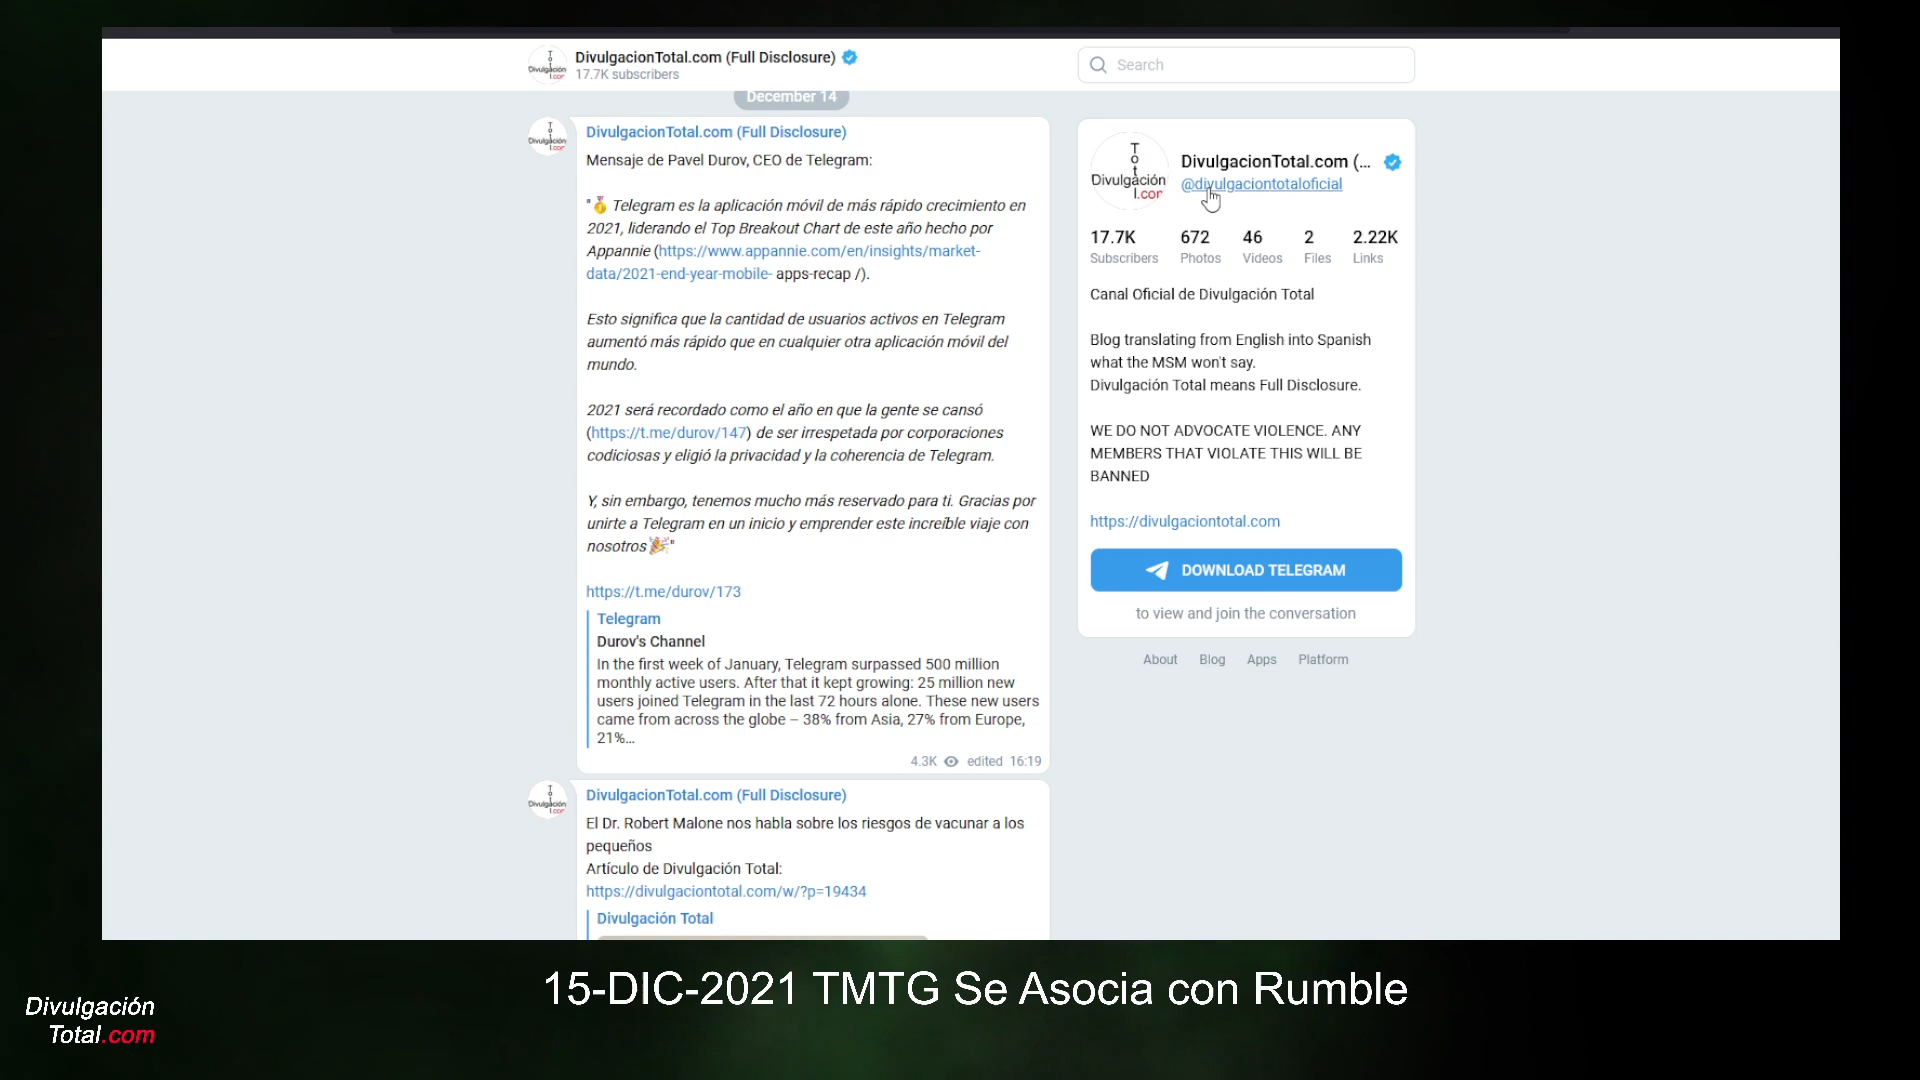 DivulgacionTotal.com (Full Disclosure)
17.7K subscribers
Search
December 14
DivulgacionTotal.com (Full Disclosure)
Mensaje de Pavel Durov, CEO de Telegram:
"🏅 Telegram es la aplicación móvil de más rápido crecimiento en
2021, liderando el Top Breakout Chart de este año hecho por
Appannie (https://www.appannie.com/en/insights/market-
data/2021-end-year-mobile- apps-recap /).
Esto significa que la cantidad de usuarios activos en Telegram
aumentó más rápido que en cualquier otra aplicación móvil del
mundo.
2021 será recordado como el año en que la gente se cansó
(https://t.me/durov/147) de ser irrespetada por corporaciones
codiciosas y eligió la privacidad y la coherencia de Telegram.
Y, sin embargo, tenemos mucho más reservado para ti. Gracias por
unirte a Telegram en un inicio y emprender este increíble viaje con
nosotros🎉"
https://t.me/durov/173
Telegram
Durov's Channel
In the first week of January, Telegram surpassed 500 million
monthly active users. After that it kept growing: 25 million new
users joined Telegram in the last 72 hours alone. These new users
came from across the globe – 38% from Asia, 27% from Europe,
21%...
4.3K edited 16:19
DivulgacionTotal.com (Full Disclosure)
El Dr. Robert Malone nos habla sobre los riesgos de vacunar a los
pequeños
Artículo de Divulgación Total:
https://divulgaciontotal.com/w/?p=19434
Divulgación Total
Total
Divulgación
l.com
DivulgacionTotal.com (...
@divulgaciontotaloficial
17.7K 672 46 2 2.22K
Subscribers Photos Videos Files Links
Canal Oficial de Divulgación Total
Blog translating from English into Spanish
what the MSM won't say.
Divulgación Total means Full Disclosure.
WE DO NOT ADVOCATE VIOLENCE. ANY
MEMBERS THAT VIOLATE THIS WILL BE
BANNED
https://divulgaciontotal.com
DOWNLOAD TELEGRAM
to view and join the conversation
About Blog Apps Platform
15-DIC-2021 TMTG Se Asocia con Rumble
Divulgación
Total.com